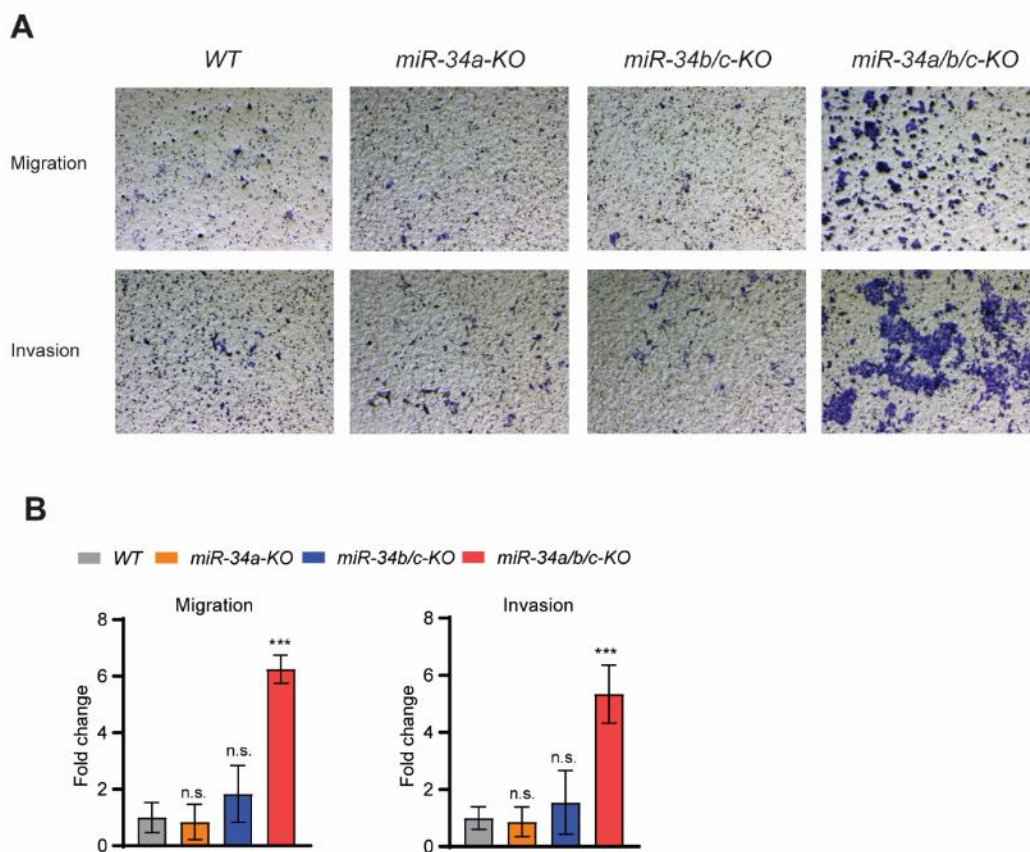 A
WT miR-34a-KO miR-34b/c-KO miR-34a/b/c-KO
Migration
Invasion
B
WT miR-34a-KO miR-34b/c-KO miR-34a/b/c-KO
Migration
Fold change
8
6
4
2
0
n.s.
n.s.
***
Invasion
Fold change
8
6
4
2
0
n.s.
n.s.
***